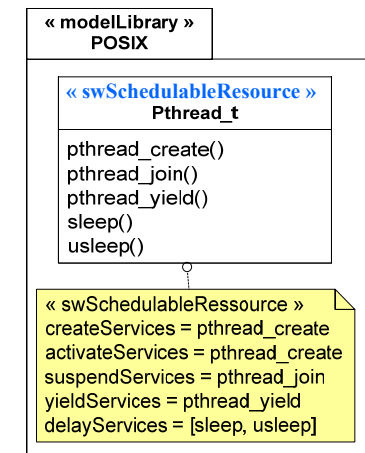 « modelLibrary »
POSIX
« swSchedulableResource »
Pthread_t
pthread_create()
pthread_join()
pthread_yield()
sleep()
usleep()
« swSchedulableRessource »
createServices = pthread_create
activateServices = pthread_create
suspendServices = pthread_join
yieldServices = pthread_yield
delayServices = [sleep, usleep]